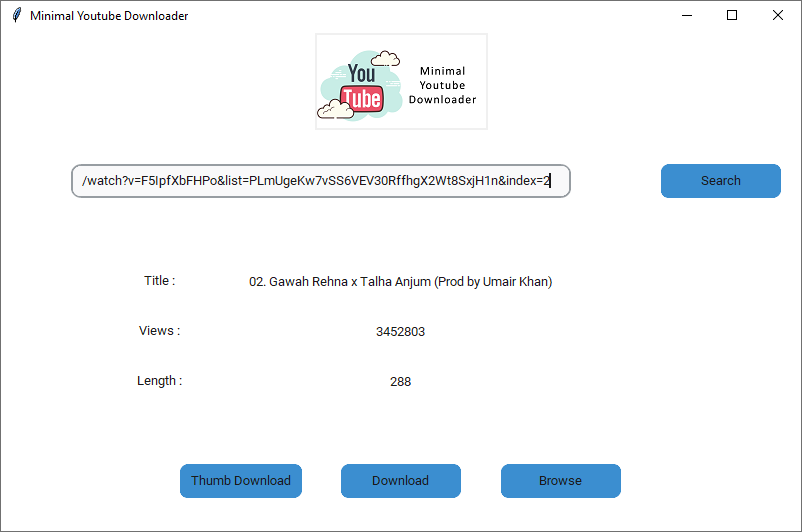 Minimal Youtube Downloader
You
Tube
Minimal
Youtube
Downloader
/watch?v=F5IpfXbFHPo&list=PLmUgeKw7vSS6VEV30RffhgX2Wt8SxjH1n&index=2
Search
Title :
02. Gawah Rehna x Talha Anjum (Prod by Umair Khan)
Views :
3452803
Length :
288
Thumb Download
Download
Browse